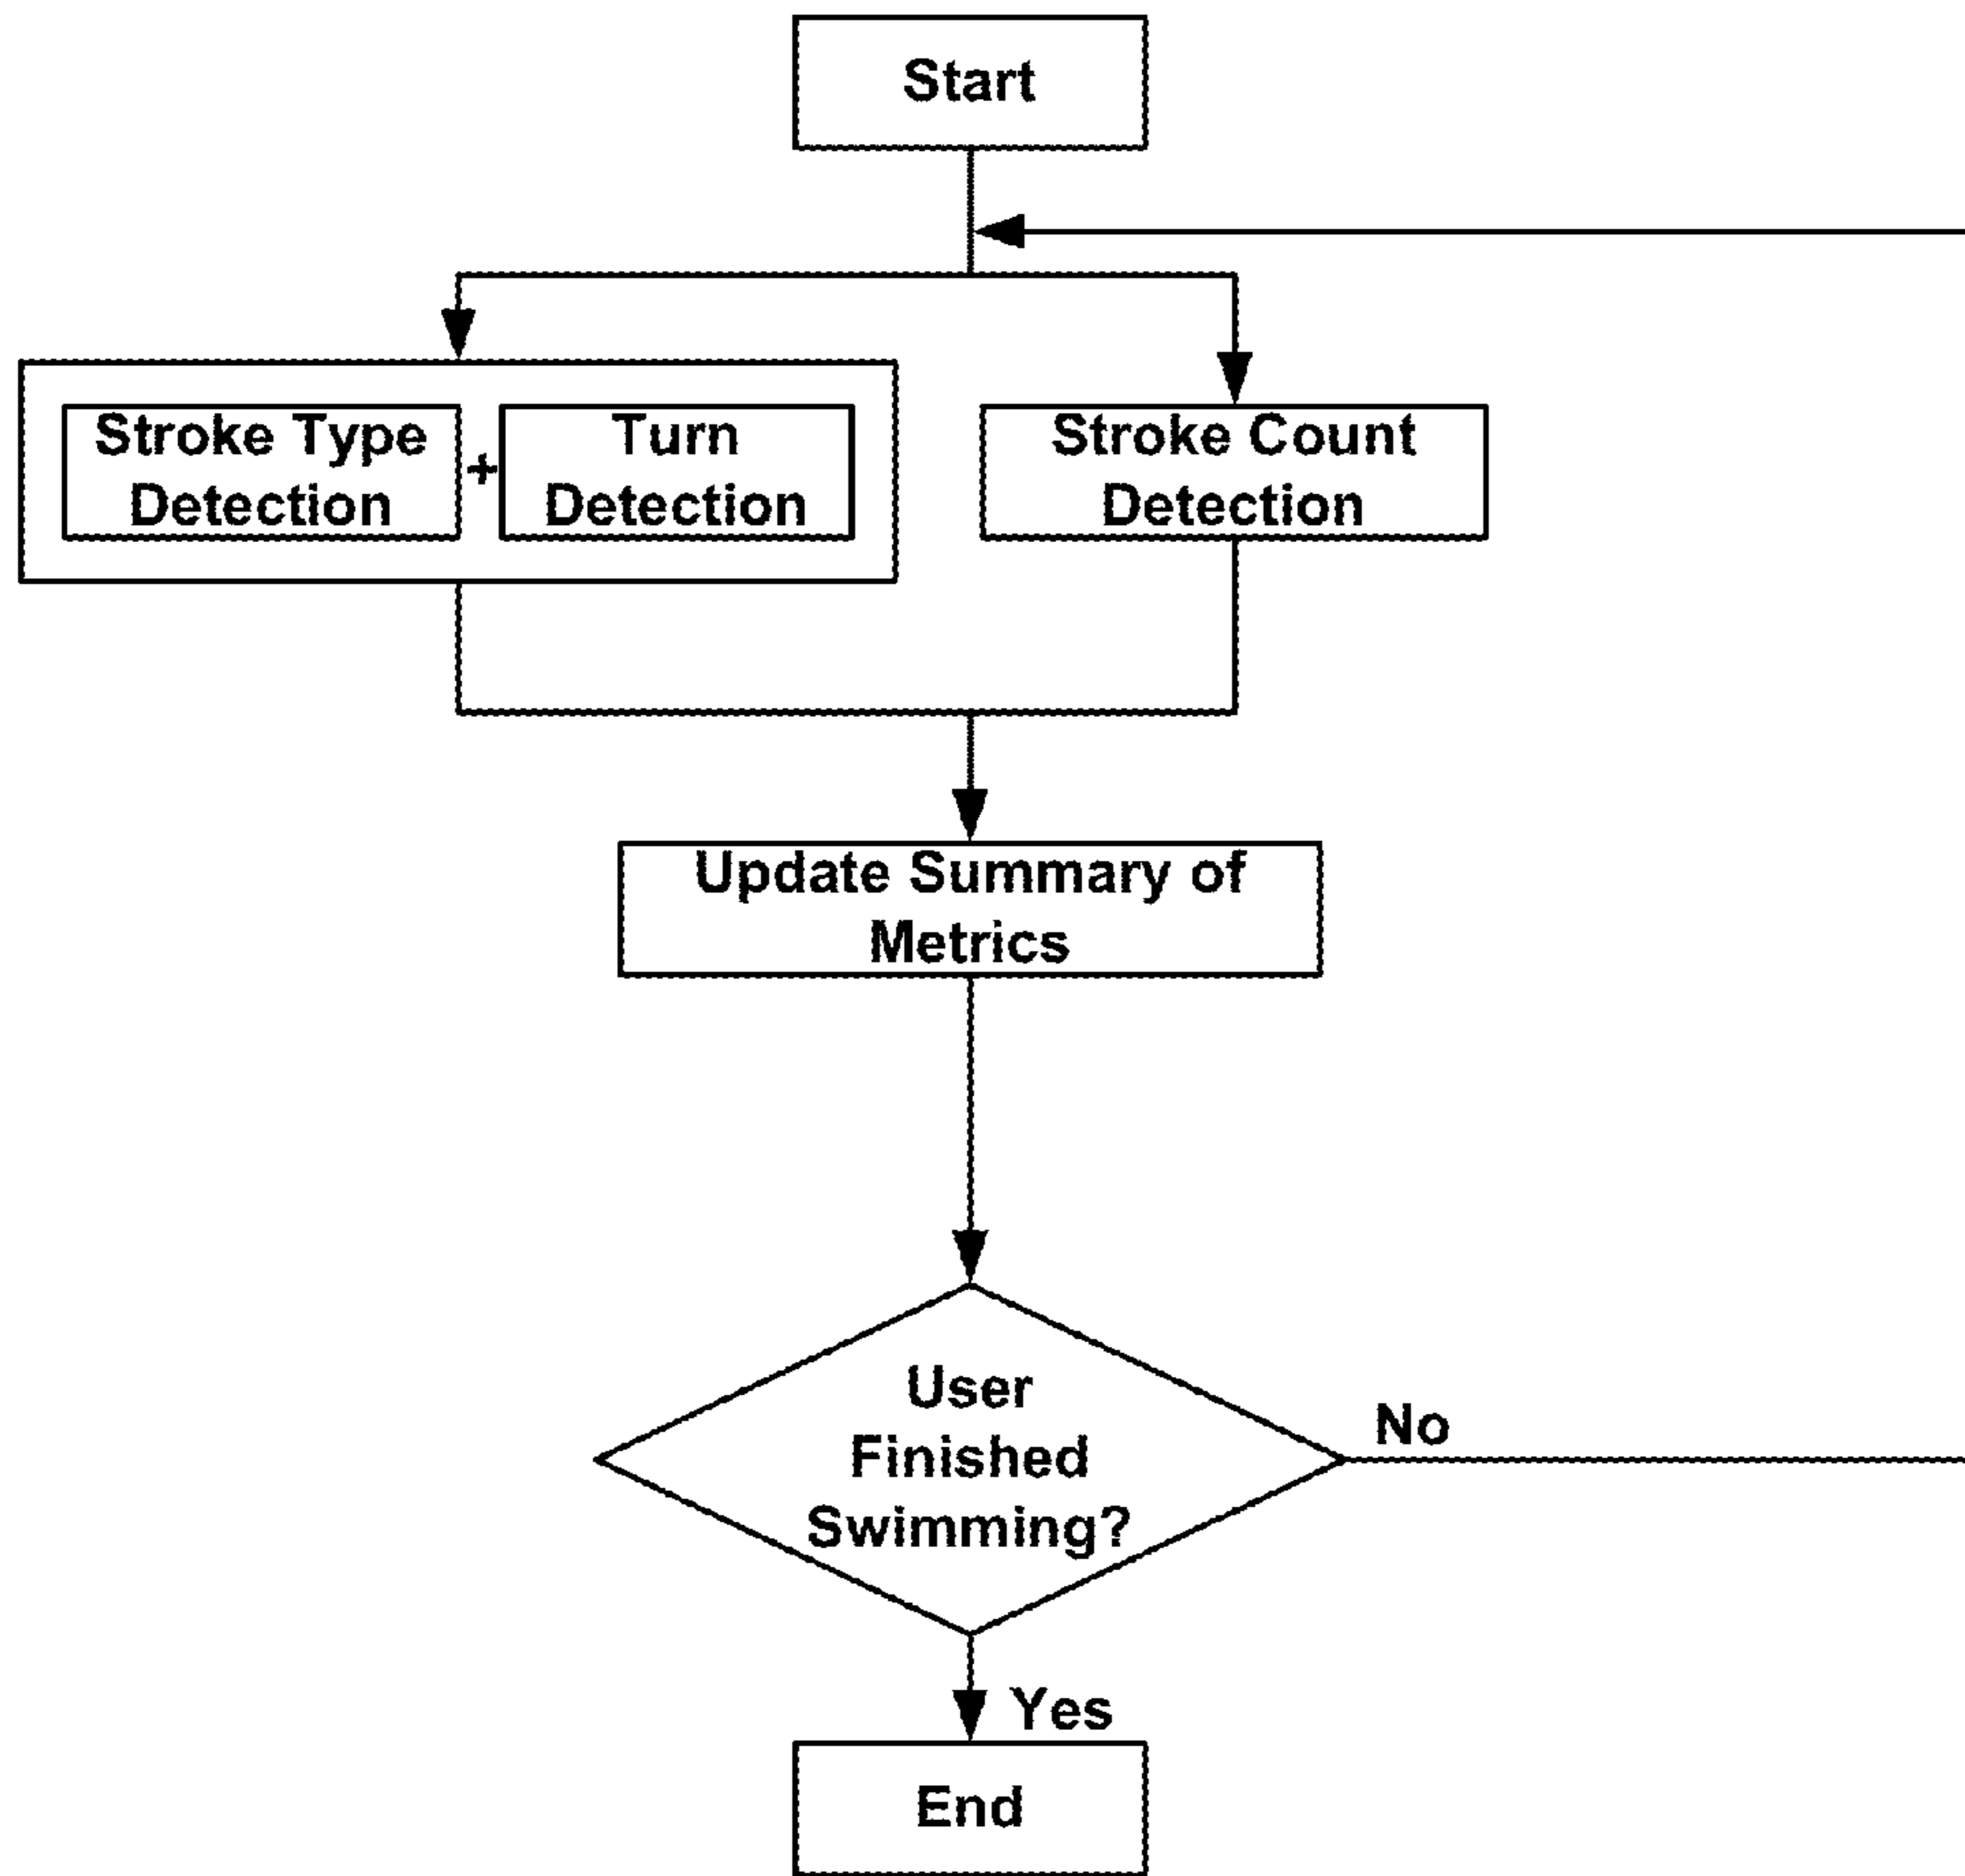 Start
Stroke Type
Detection
+
Turn
Detection
Stroke Count
Detection
Update Summary of
Metrics
User
Finished
Swimming?
No
Yes
End